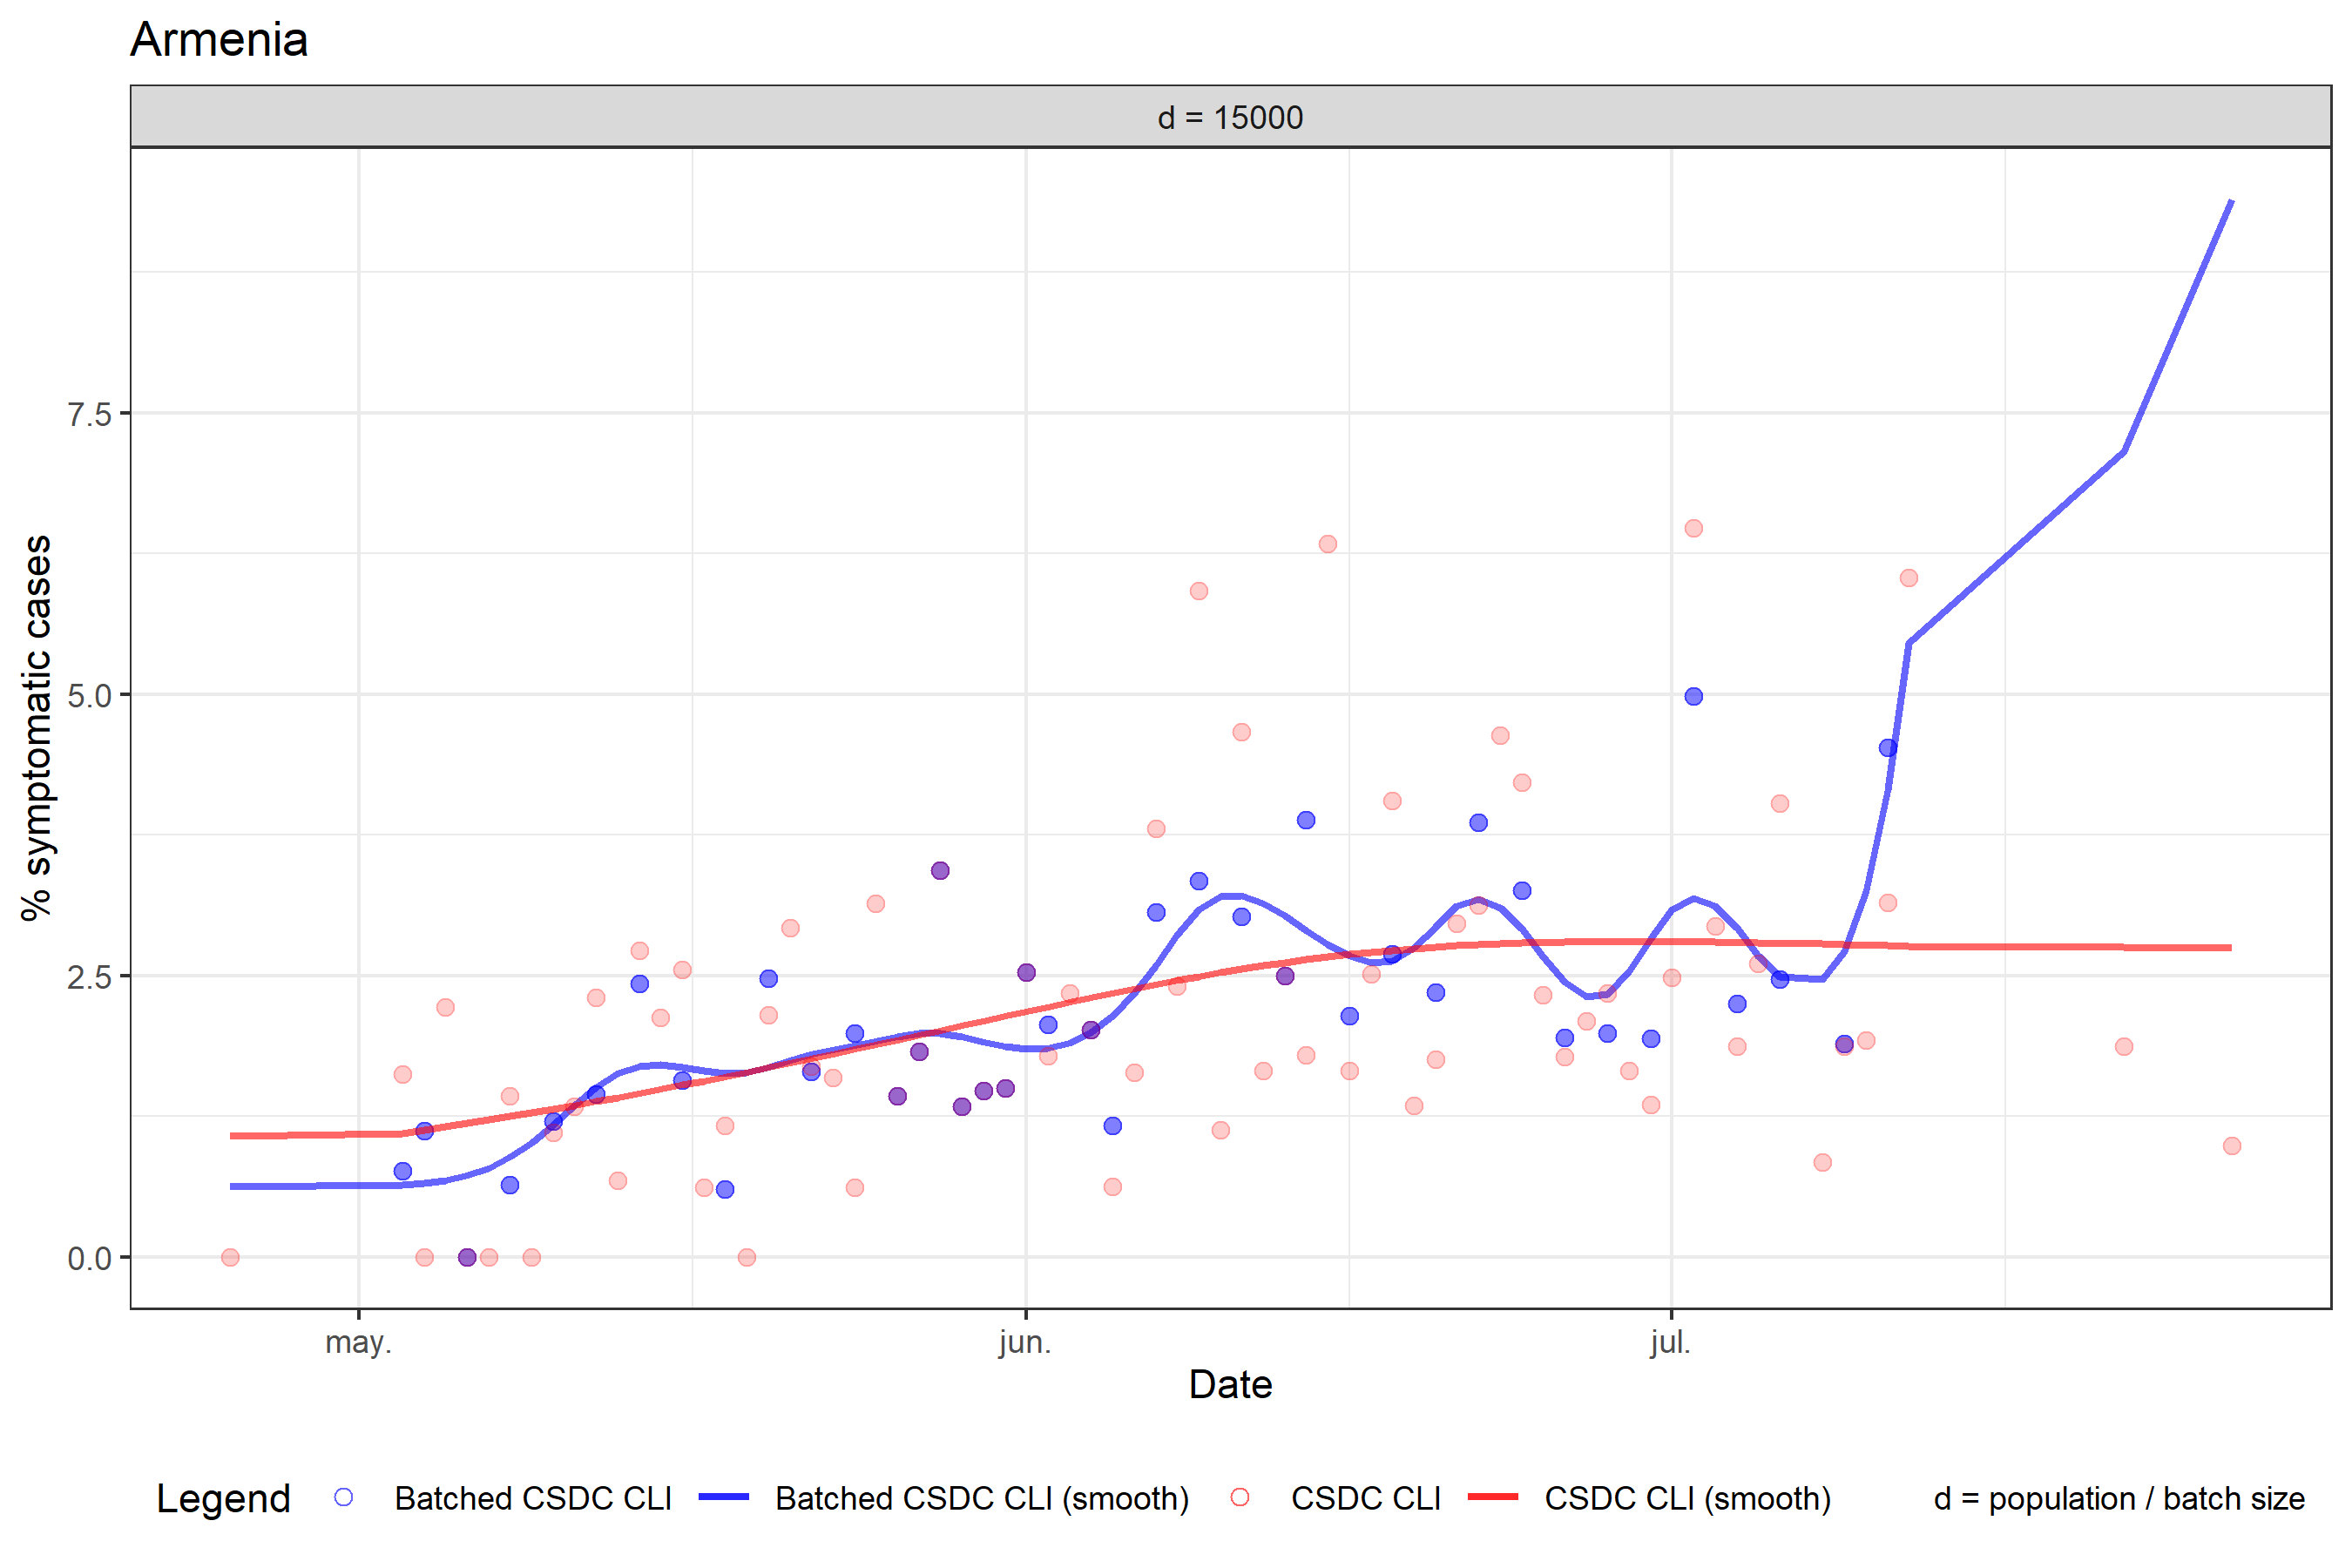 Armenia
d = 15000
% symptomatic cases
7.5
5.0
2.5
0.0
may.
jun.
jul.
Date
Legend
Batched CSDC CLI
Batched CSDC CLI (smooth)
CSDC CLI
CSDC CLI (smooth)
d = population / batch size